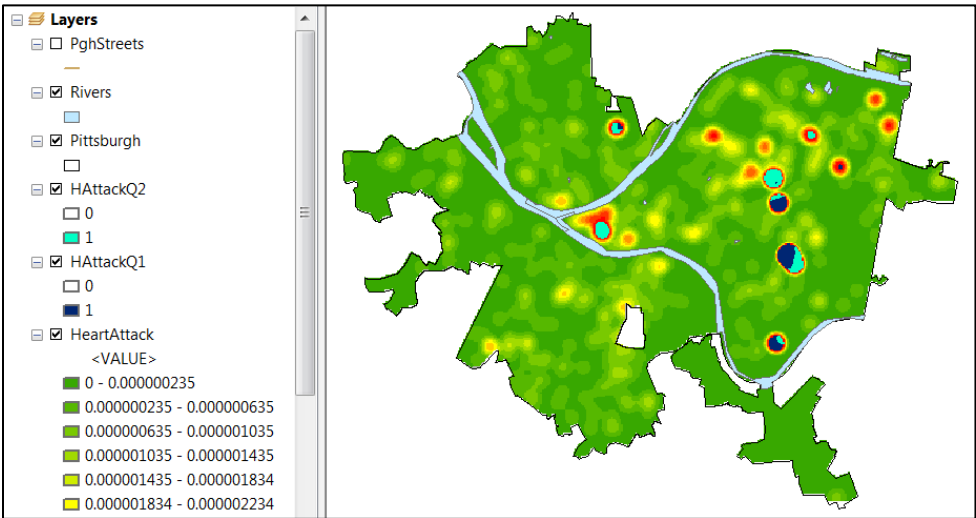 Layers
PghStreets
Rivers
Pittsburgh
HAttackQ2
0
1
HAttackQ1
0
1
HeartAttack
<VALUE>
0 - 0.000000235
0.000000235 - 0.000000635
0.000000635 - 0.000001035
0.000001035 - 0.000001435
0.000001435 - 0.000001834
0.000001834 - 0.000002234